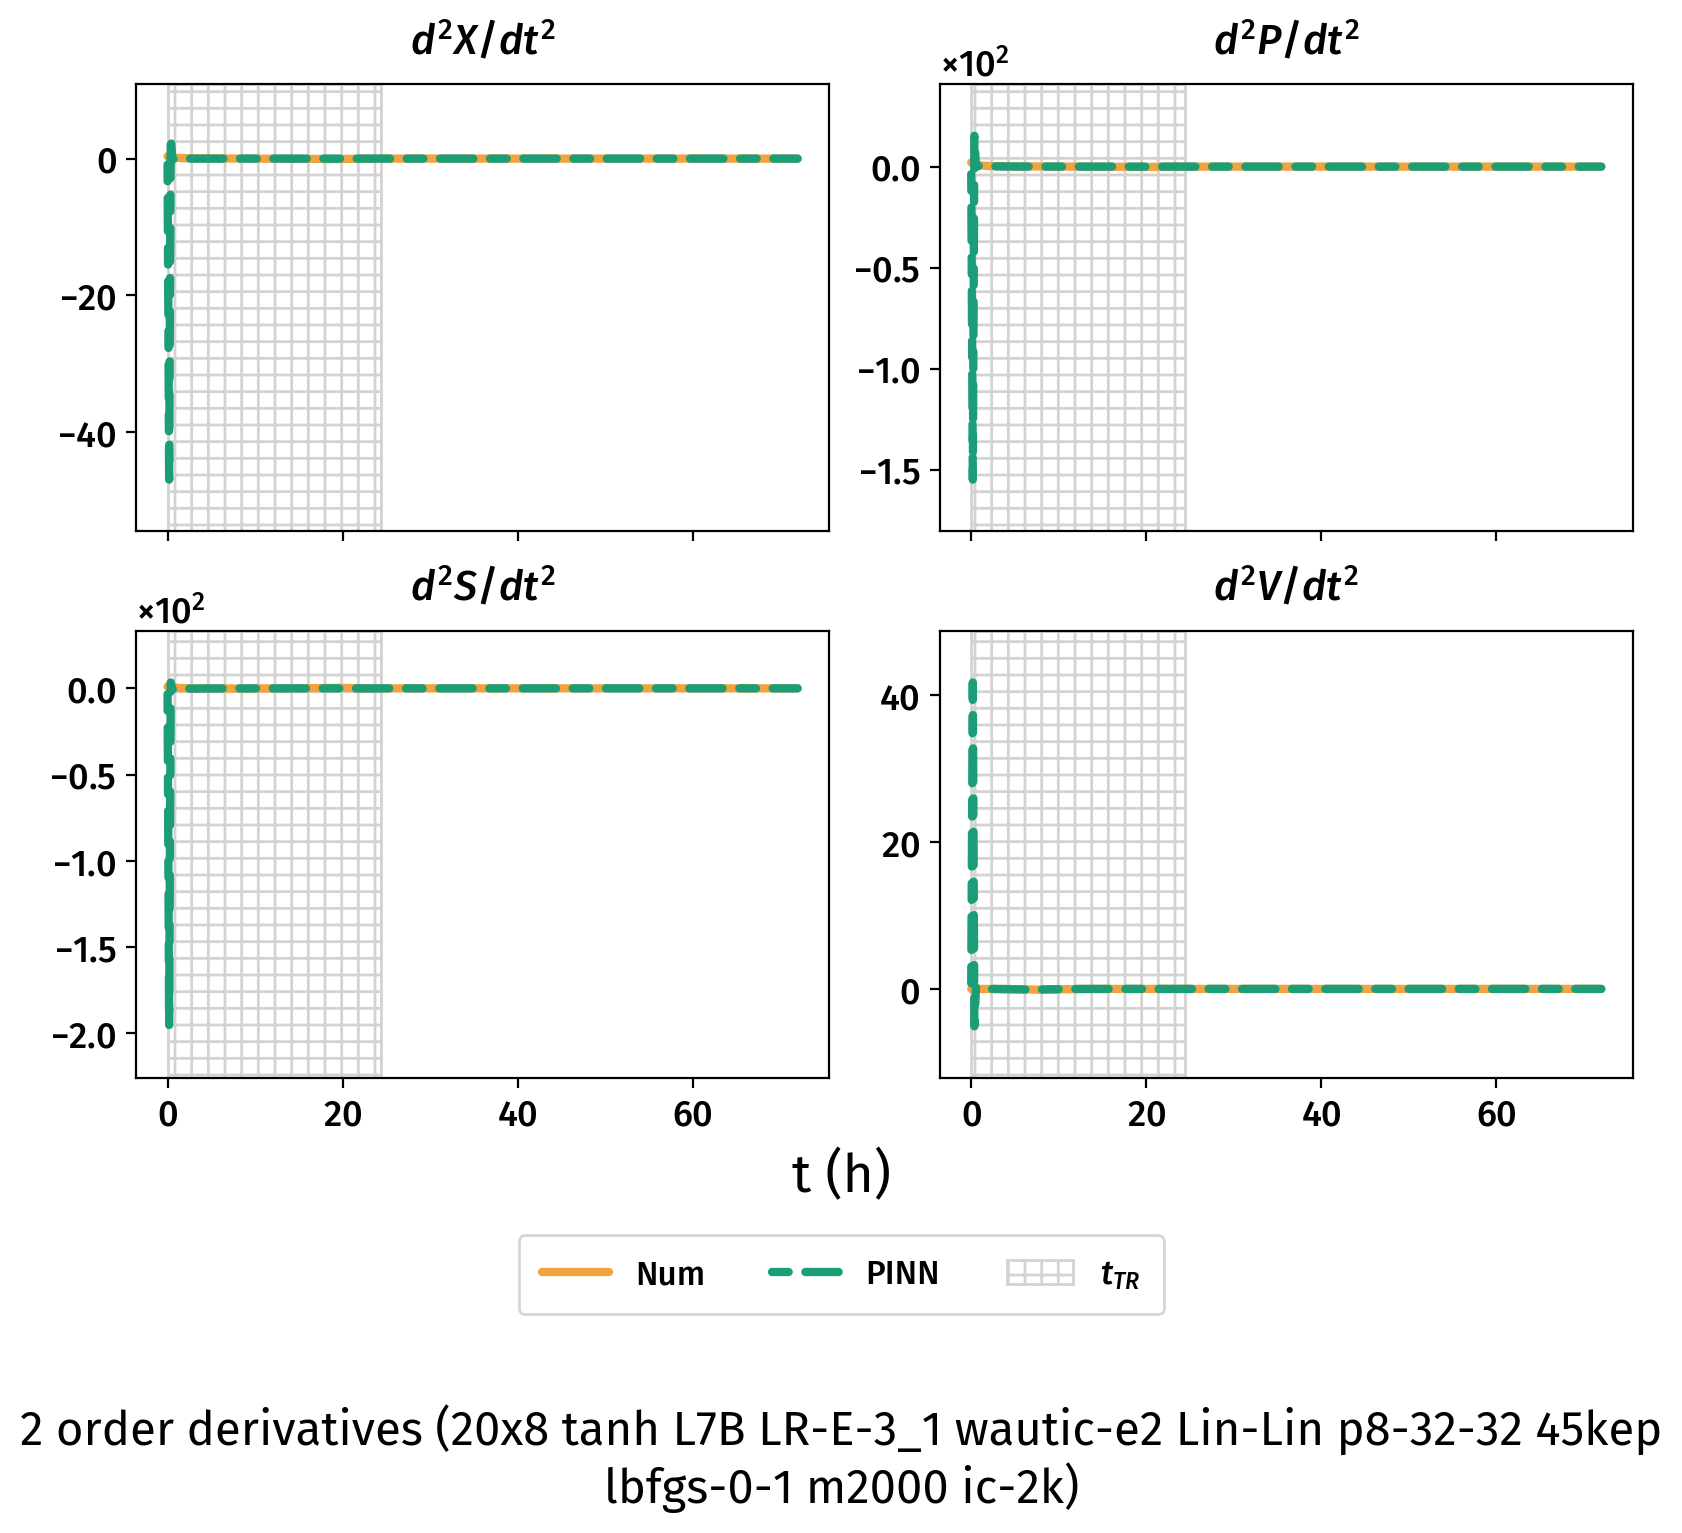 d²X/dt²
0
−20
−40
d²P/dt²
×10²
0.0
−0.5
−1.0
−1.5
d²S/dt²
×10²
0.0
−0.5
−1.0
−1.5
−2.0
0 20 40 60
d²V/dt²
40
20
0
0 20 40 60
t (h)
Num PINN t_TR
2 order derivatives (20x8 tanh L7B LR-E-3_1 wautic-e2 Lin-Lin p8-32-32 45kep
lbfgs-0-1 m2000 ic-2k)